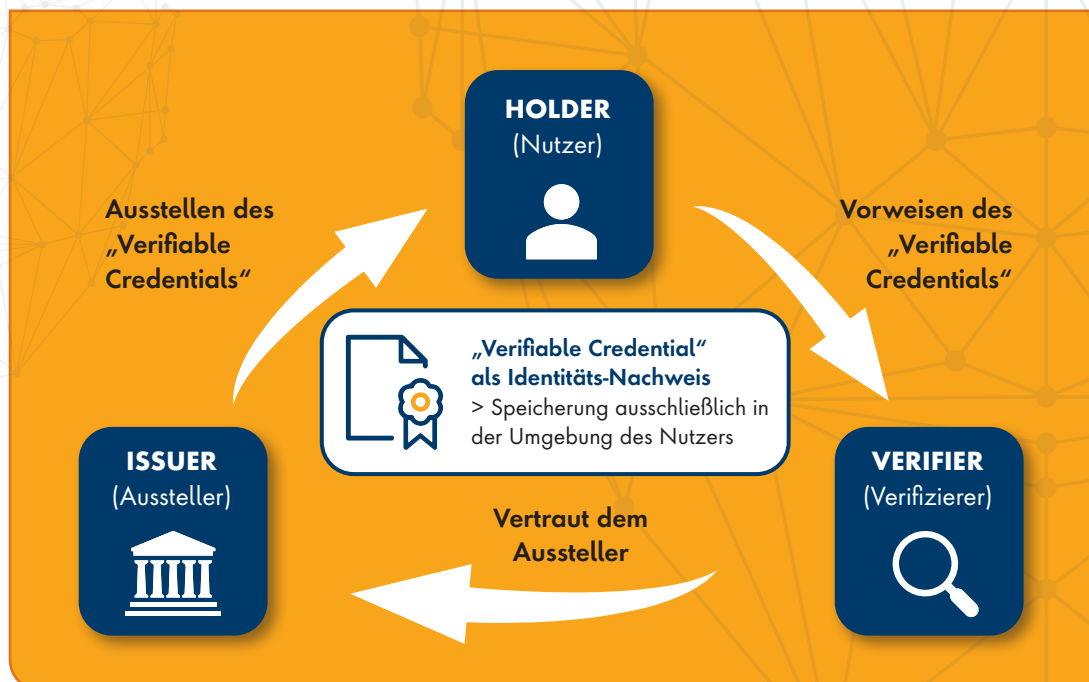 HOLDER
(Nutzer)
Ausstellen des
„Verifiable
Credentials“
Vorweisen des
„Verifiable
Credentials“
„Verifiable Credential“
als Identitäts-Nachweis
> Speicherung ausschließlich in
der Umgebung des Nutzers
ISSUER
(Aussteller)
VERIFIER
(Verifizierer)
Vertraut dem
Aussteller